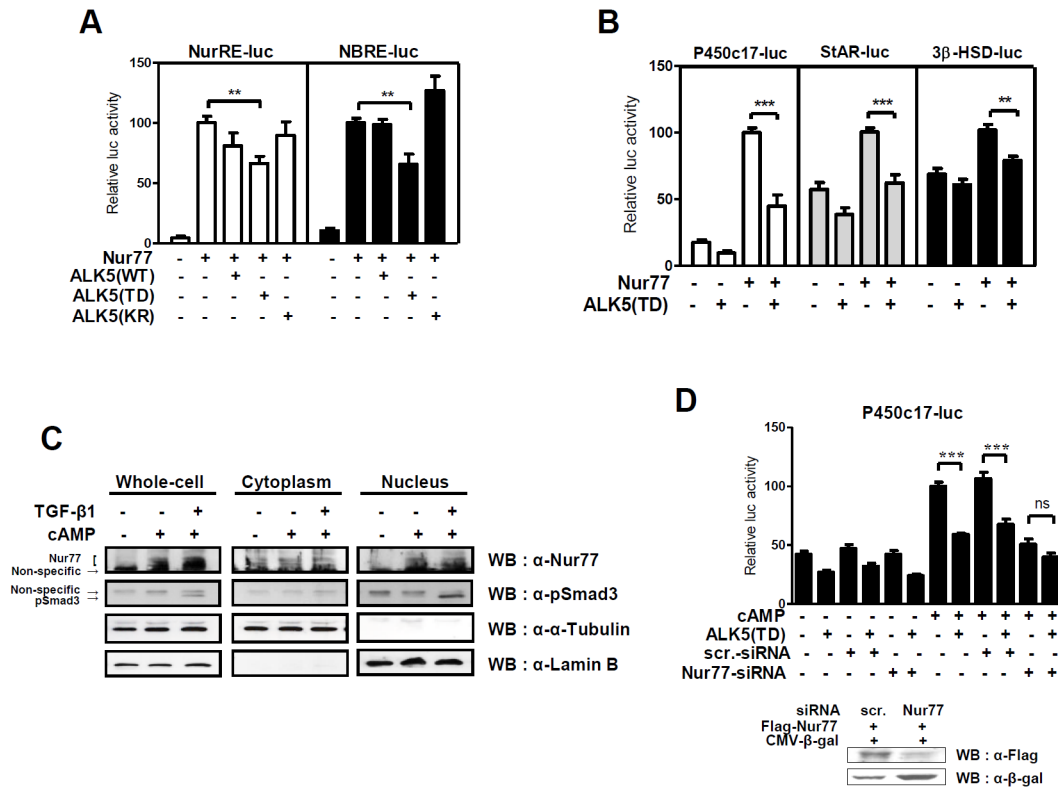 A
NurRE-luc NBRE-luc
Relative luc activity
150
100
50
0
** **
Nur77 - + + + + - + + + +
ALK5(WT) - - + - - - - + - -
ALK5(TD) - - - + - - - - + -
ALK5(KR) - - - - + - - - - +
B
P450c17-luc StAR-luc 3β-HSD-luc
Relative luc activity
150
100
50
0
*** *** **
Nur77 - - + + - - + + - - + +
ALK5(TD) - + - + - + - + - + - +
C
Whole-cell Cytoplasm Nucleus
TGF-β1 - - + - - + - - +
cAMP - + + - + + - + +
Nur77
Non-specific → WB : α-Nur77
Non-specific →
pSmad3 → WB : α-pSmad3
WB : α-α-Tubulin
WB : α-Lamin B
D
P450c17-luc
Relative luc activity
150
100
50
0
*** *** ns
cAMP - - - - - - + + + + + +
ALK5(TD) - + - + - + - + - + - +
scr.-siRNA - - + + - - - - + + - -
Nur77-siRNA - - - - + + - - - - + +
siRNA scr. Nur77
Flag-Nur77 + +
CMV-β-gal + +
WB : α-Flag
WB : α-β-gal